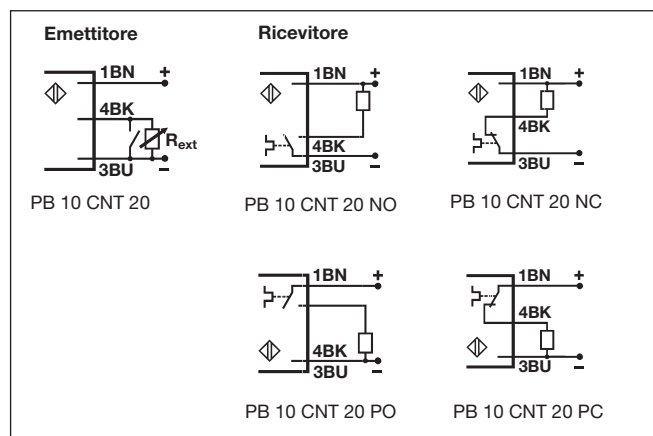 Emettitore
1BN +
4BK
Rext
3BU −
PB 10 CNT 20
Ricevitore
1BN +
4BK
3BU −
PB 10 CNT 20 NO
1BN +
4BK
3BU −
PB 10 CNT 20 NC
1BN +
4BK
3BU −
PB 10 CNT 20 PO
1BN +
4BK
3BU −
PB 10 CNT 20 PC